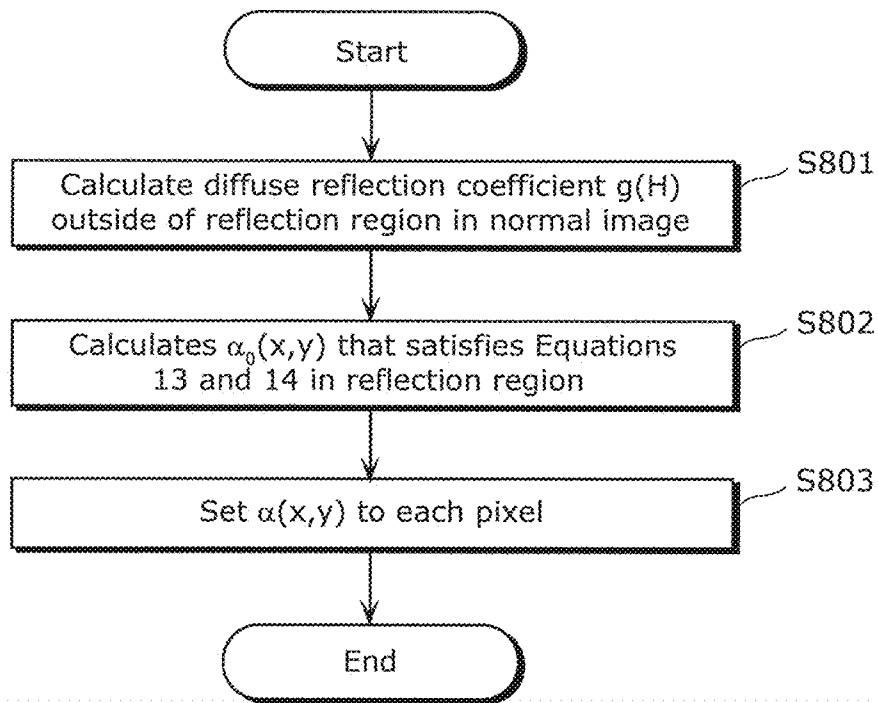 Start
S801
Calculate diffuse reflection coefficient g(H)
outside of reflection region in normal image
S802
Calculates α₀(x,y) that satisfies Equations
13 and 14 in reflection region
S803
Set α(x,y) to each pixel
End